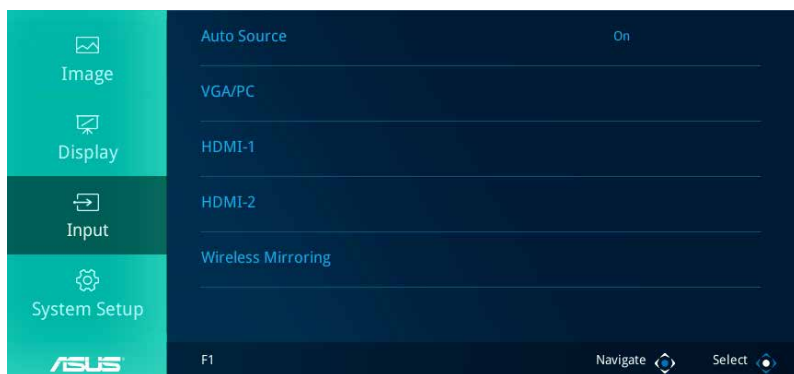 Image
Display
Input
System Setup
ASUS
Auto Source On
VGA/PC
HDMI-1
HDMI-2
Wireless Mirroring
F1 Navigate Select